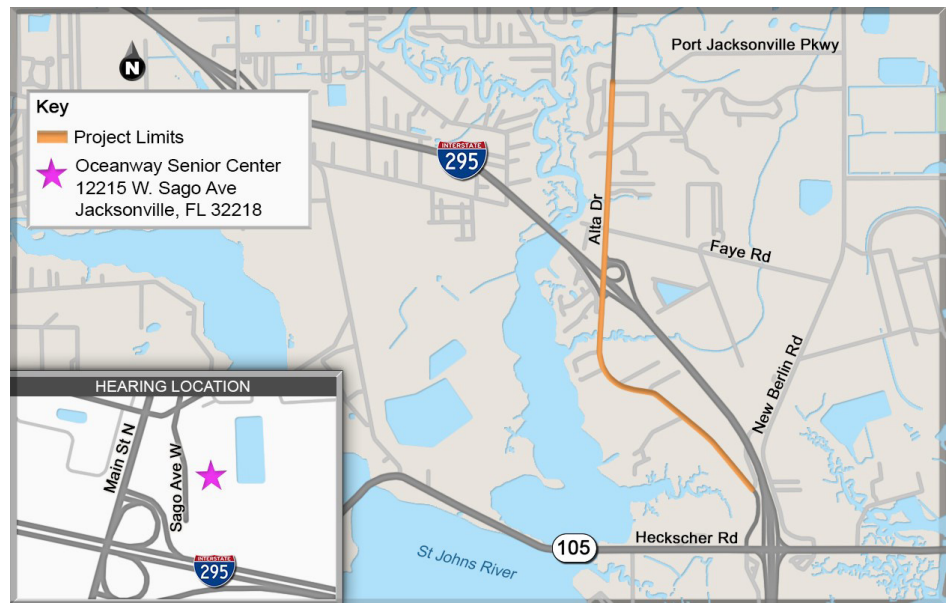 Port Jacksonville Pkwy
N
Key
Project Limits
Oceanway Senior Center
12215 W. Sago Ave
Jacksonville, FL 32218
INTERSTATE
295
Alta Dr
Faye Rd
New Berlin Rd
HEARING LOCATION
Main St N
Sago Ave W
INTERSTATE
295
St Johns River
105
Heckscher Rd